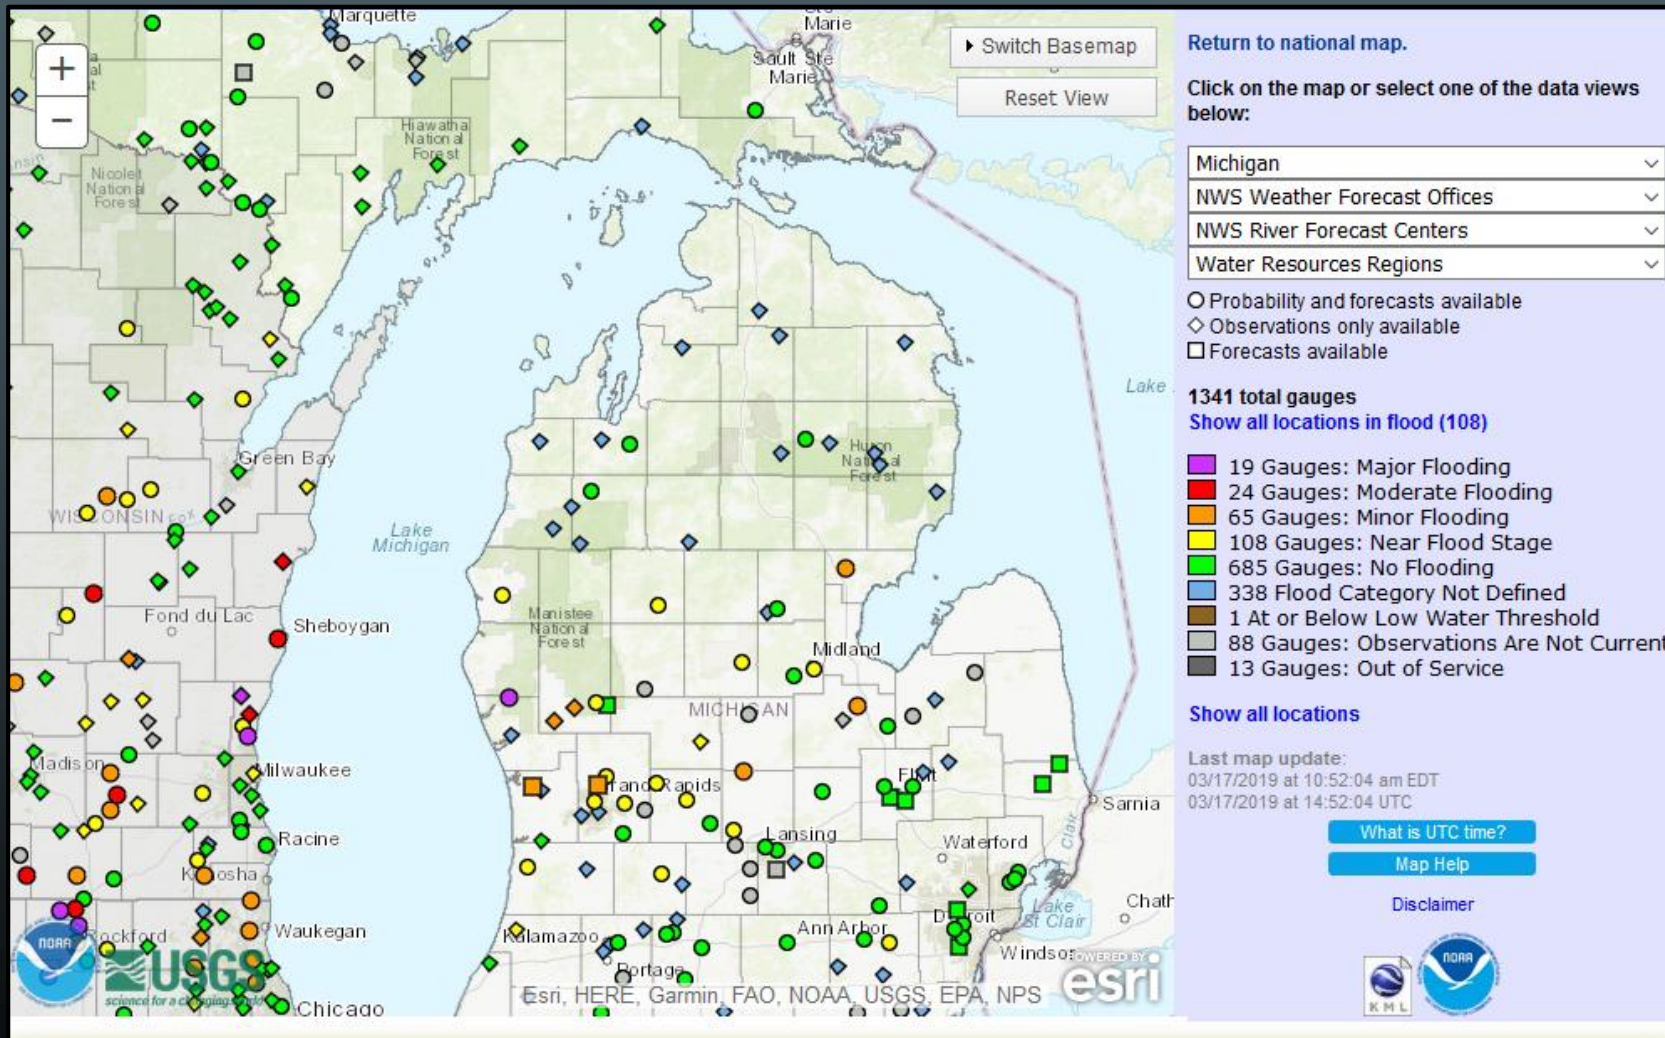 Marquette
Marie
Sault Ste
Marie
Switch Basemap
Reset View
+
−
Hiawatha
National
Forest
Nicolet
National
Forest
Lake
Huron
National
Forest
Green Bay
WISCONSIN
Fox
Lake
Michigan
Manistee
National
Forest
Fond du Lac
Sheboygan
Midland
MICHIGAN
Madison
Milwaukee
Grand Rapids
Flint
Sarnia
Racine
Lansing
Waterford
St Clair
Kenosha
Lake
St Clair
Chath
Detroit
Rockford
Waukegan
Kalamazoo
Ann Arbor
Windsor
Portage
POWERED BY
esri
NOAA
USGS
science for a changing world
Chicago
Esri, HERE, Garmin, FAO, NOAA, USGS, EPA, NPS
Return to national map.
Click on the map or select one of the data views
below:
Michigan
NWS Weather Forecast Offices
NWS River Forecast Centers
Water Resources Regions
Probability and forecasts available
Observations only available
Forecasts available
1341 total gauges
Show all locations in flood (108)
19 Gauges: Major Flooding
24 Gauges: Moderate Flooding
65 Gauges: Minor Flooding
108 Gauges: Near Flood Stage
685 Gauges: No Flooding
338 Flood Category Not Defined
1 At or Below Low Water Threshold
88 Gauges: Observations Are Not Current
13 Gauges: Out of Service
Show all locations
Last map update:
03/17/2019 at 10:52:04 am EDT
03/17/2019 at 14:52:04 UTC
What is UTC time?
Map Help
Disclaimer
KML
NOAA